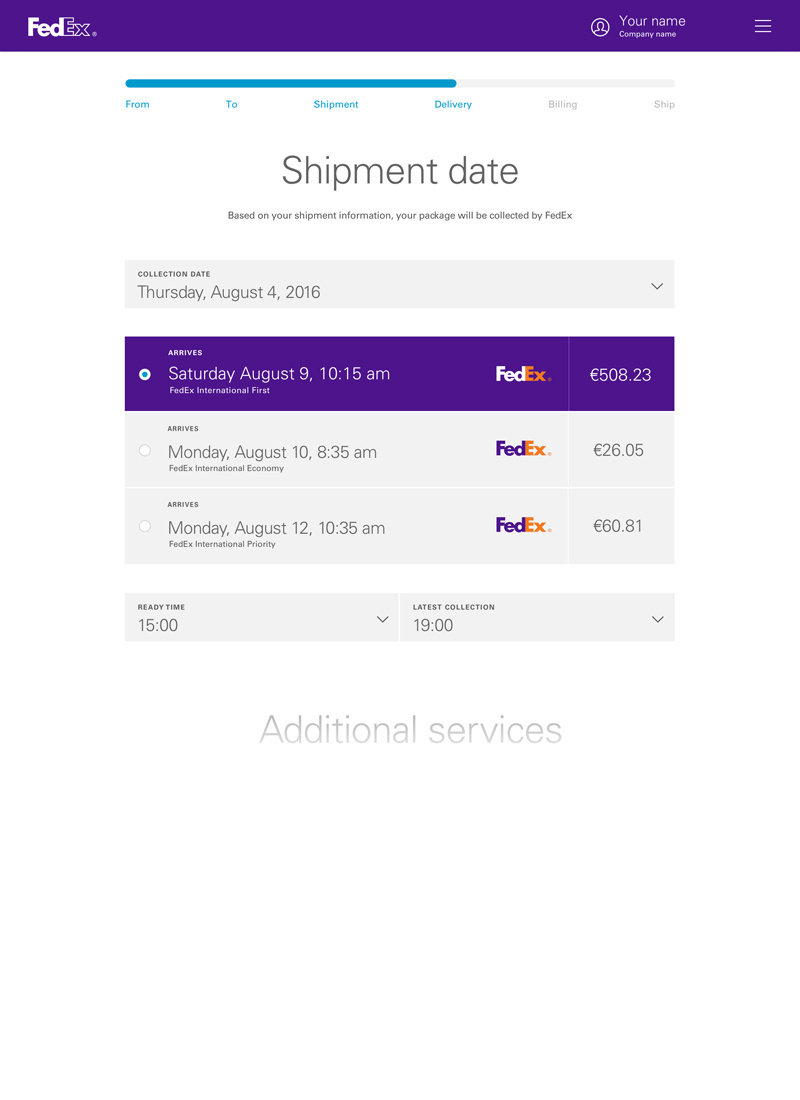 FedEx®
Your name
Company name
From To Shipment Delivery Billing Ship
Shipment date
Based on your shipment information, your package will be collected by FedEx
COLLECTION DATE
Thursday, August 4, 2016
ARRIVES
Saturday August 9, 10:15 am
FedEx International First
FedEx®
€508.23
ARRIVES
Monday, August 10, 8:35 am
FedEx International Economy
FedEx®
€26.05
ARRIVES
Monday, August 12, 10:35 am
FedEx International Priority
FedEx®
€60.81
READY TIME
15:00
LATEST COLLECTION
19:00
Additional services